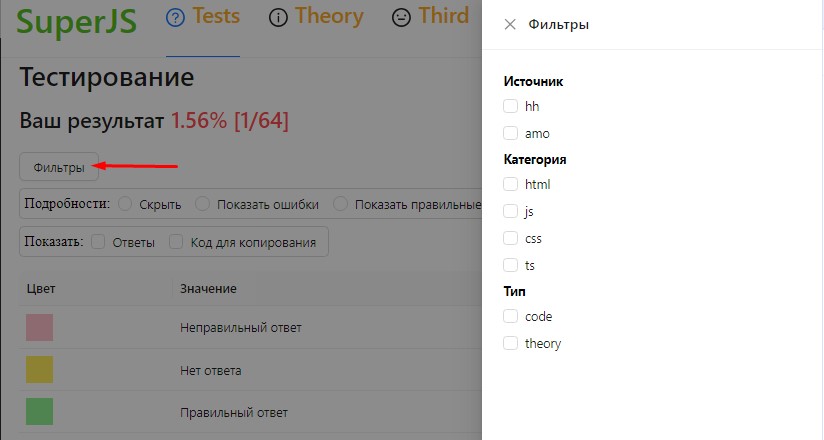 SuperJS
Tests
Theory
Third
Тестирование
Ваш результат 1.56% [1/64]
Фильтры
Подробности: Скрыть Показать ошибки Показать правильные
Показать: Ответы Код для копирования
Цвет Значение
Неправильный ответ
Нет ответа
Правильный ответ
Фильтры
Источник
hh
amo
Категория
html
js
css
ts
Тип
code
theory